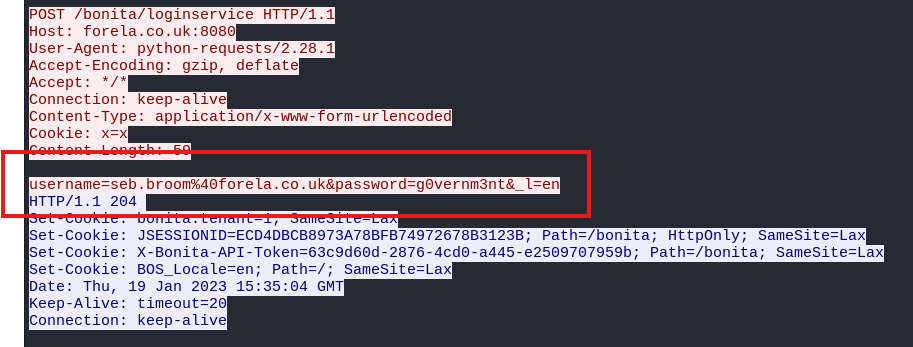 POST /bonita/loginservice HTTP/1.1
Host: forela.co.uk:8080
User-Agent: python-requests/2.28.1
Accept-Encoding: gzip, deflate
Accept: */*
Connection: keep-alive
Content-Type: application/x-www-form-urlencoded
Cookie: x=x
Content-Length: 59
username=seb.broom%40forela.co.uk&password=g0vernm3nt&_l=en
HTTP/1.1 204
Set-Cookie: bonita.tenant=1; SameSite=Lax
Set-Cookie: JSESSIONID=ECD4DBCB8973A78BFB74972678B3123B; Path=/bonita; HttpOnly; SameSite=Lax
Set-Cookie: X-Bonita-API-Token=63c9d60d-2876-4cd0-a445-e2509707959b; Path=/bonita; SameSite=Lax
Set-Cookie: BOS_Locale=en; Path=/; SameSite=Lax
Date: Thu, 19 Jan 2023 15:35:04 GMT
Keep-Alive: timeout=20
Connection: keep-alive